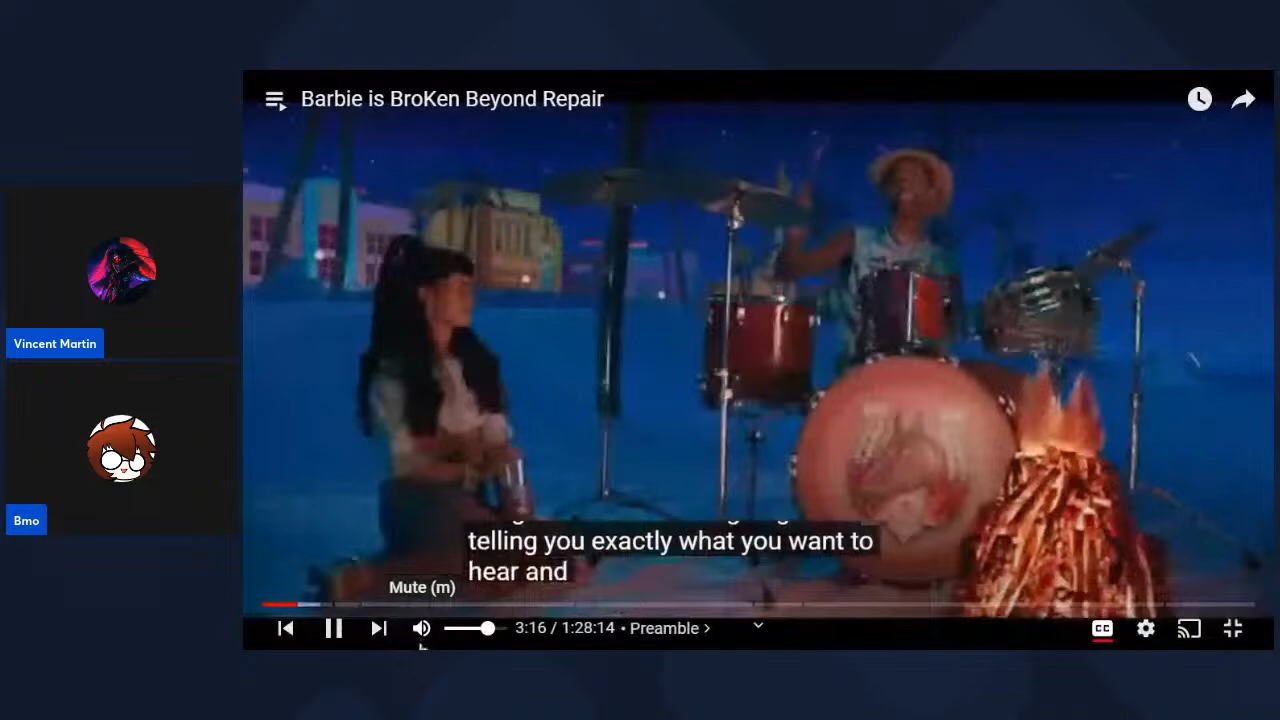 Barbie is BroKen Beyond Repair
Vincent Martin
Bmo
telling you exactly what you want to
hear and
Mute (m)
3:16 / 1:28:14 • Preamble ›
CC